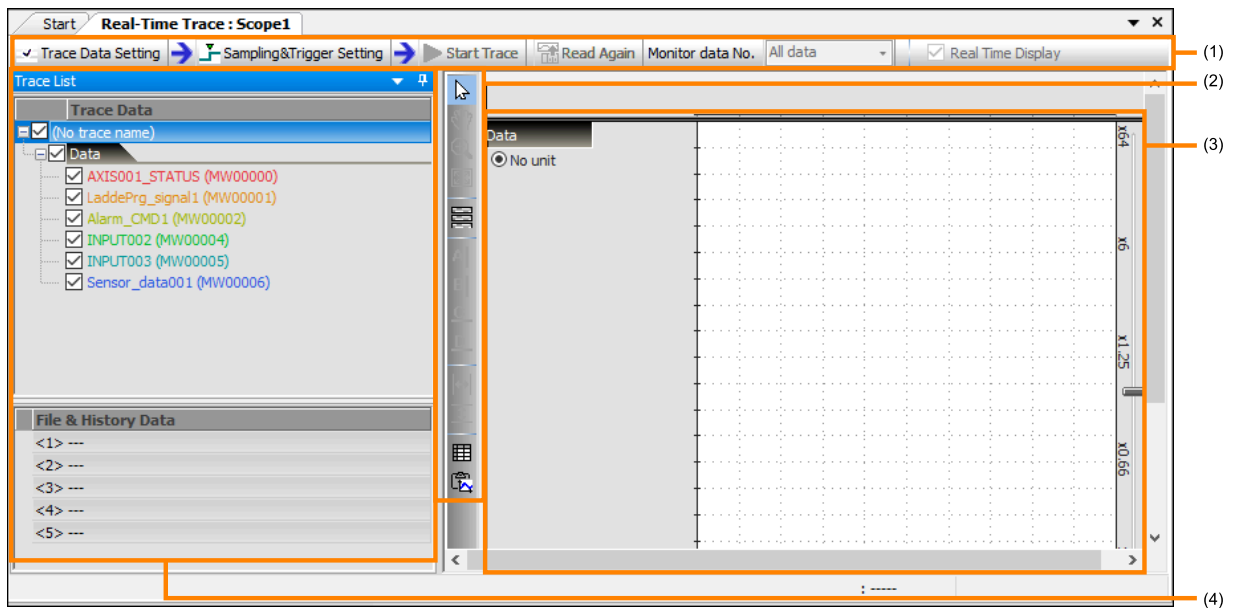 Start Real-Time Trace : Scope1
Trace Data Setting Sampling&Trigger Setting Start Trace Read Again Monitor data No. All data Real Time Display (1)
Trace List (2)
Trace Data
(No trace name)
Data
AXIS001_STATUS (MW00000)
LaddePrg_signal1 (MW00001)
Alarm_CMD1 (MW00002)
INPUT002 (MW00004)
INPUT003 (MW00005)
Sensor_data001 (MW00006)
File & History Data
<1> ---
<2> ---
<3> ---
<4> ---
<5> ---
Data
No unit
x64
x6
x1.25
x0.66
(3)
: -----
(4)